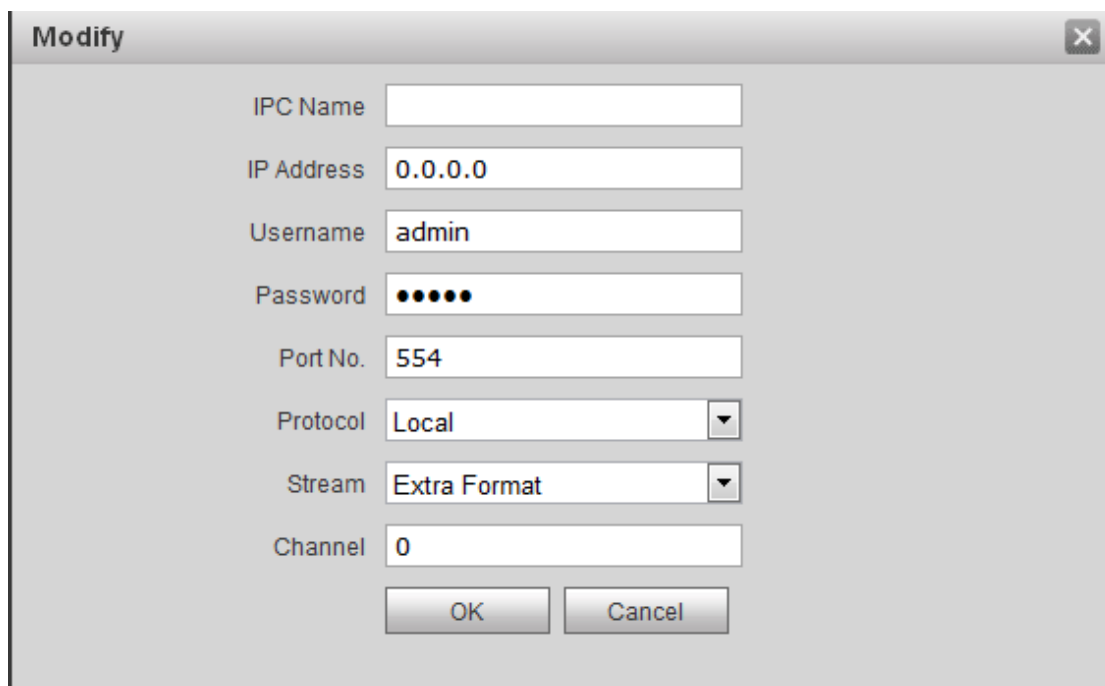 Modify
IPC Name
IP Address 0.0.0.0
Username admin
Password •••••
Port No. 554
Protocol Local
Stream Extra Format
Channel 0
OK Cancel